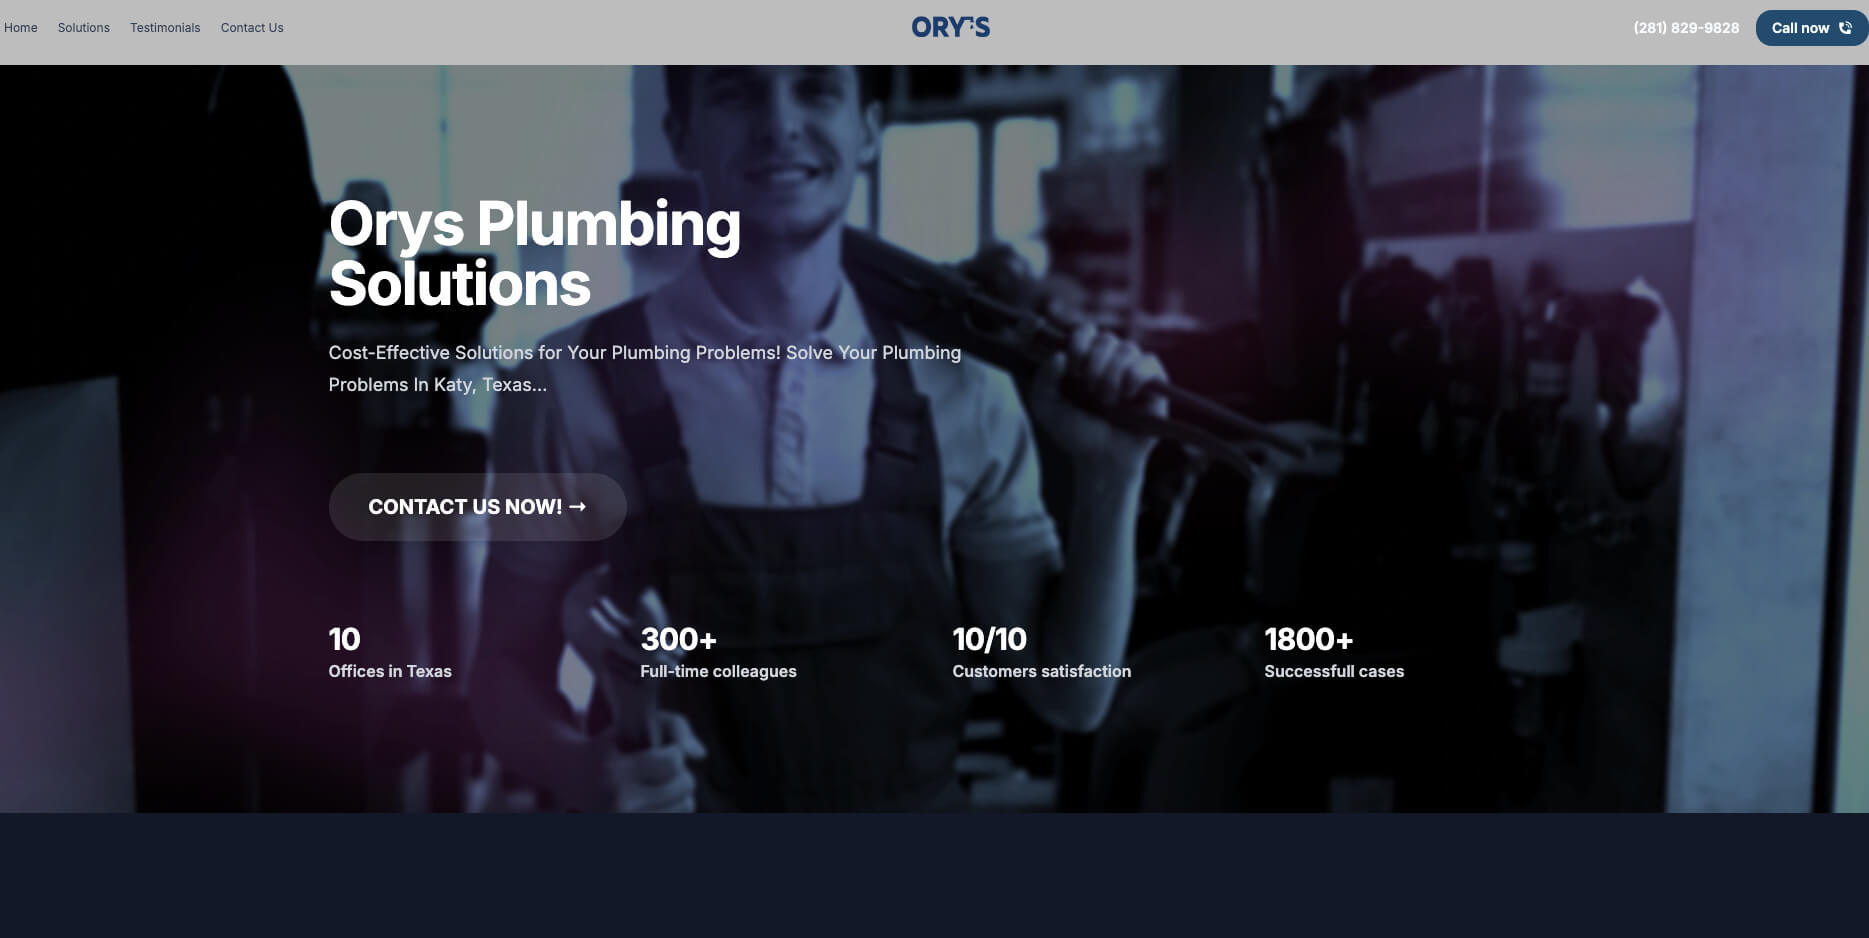 Home Solutions Testimonials Contact Us ORY'S (281) 829-9828 Call now
Orys Plumbing
Solutions
Cost-Effective Solutions for Your Plumbing Problems! Solve Your Plumbing
Problems In Katy, Texas...
CONTACT US NOW! →
10 300+ 10/10 1800+
Offices in Texas Full-time colleagues Customers satisfaction Successfull cases